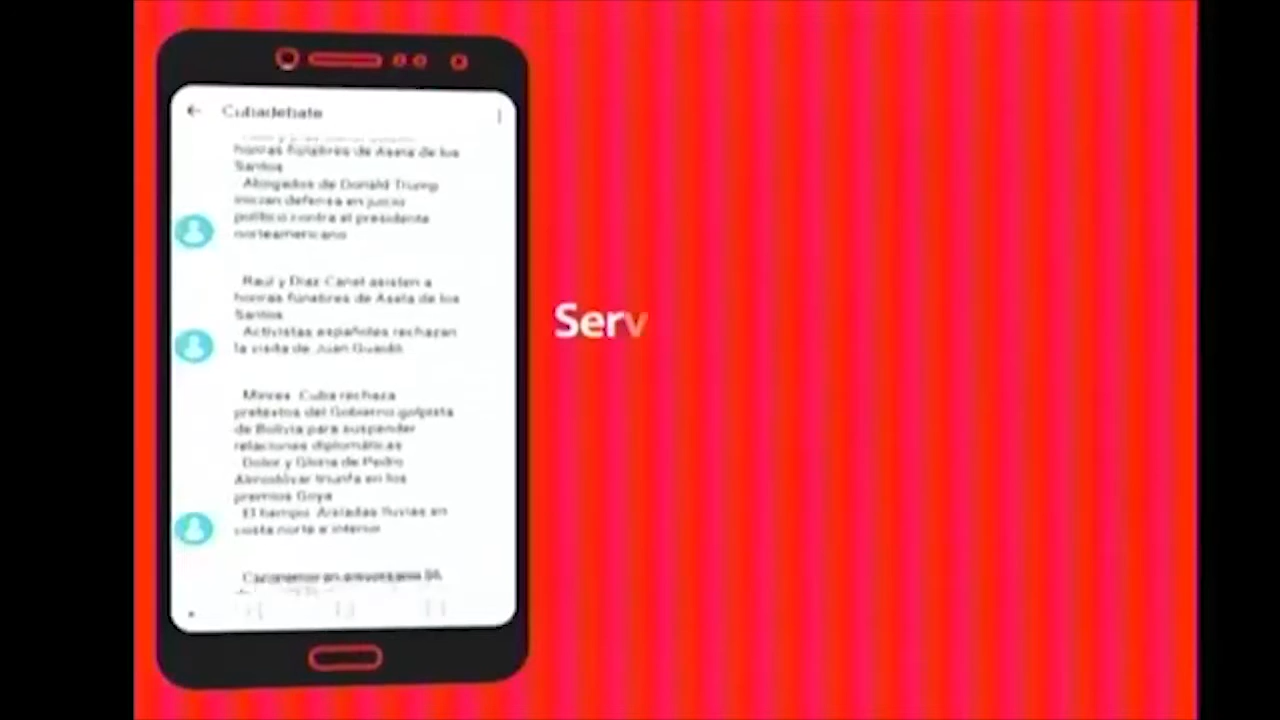 Cubadebate
honras fúnebres de Asela de los
Santos
Abogados de Donald Trump
inician defensa en juicio
político contra el presidente
norteamericano
Raúl y Díaz-Canel asisten a
honras fúnebres de Asela de los
Santos
Activistas españoles rechazan
la visita de Juan Guaidó
Minrex: Cuba rechaza
pretextos del Gobierno golpista
de Bolivia para suspender
relaciones diplomáticas
Dolor y Gloria de Pedro
Almodóvar triunfa en los
premios Goya
El tiempo: Aisladas lluvias en
costa norte e interior
Serv